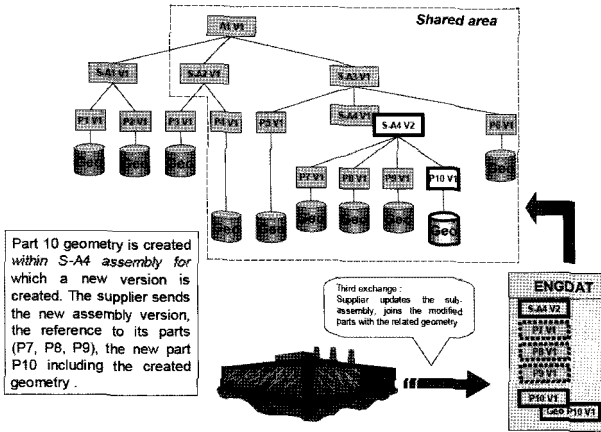 Shared area
A1 V1
S-A1 V1
S-A2 V1
S-A3 V1
P1 V1
P2 V1
P3 V1
S-A4 V1
S-A4 V2
P6 V1
Geo
Geo
Geo
Geo
P7 V1
P8 V1
P9 V1
P10 V1
Geo
Geo
Geo
Geo
Geo
Geo
Part 10 geometry is created
within S-A4 assembly for
which a new version is
created. The supplier sends
the new assembly version,
the reference to its parts
(P7, P8, P9), the new part
P10 including the created
geometry .
Third exchange :
Supplier updates the sub-
assembly, joins the modified
parts with the related geometry
ENGDAT
S-A4 V2
P7 V1
P8 V1
P9 V1
P10 V1
Geo P10 V1